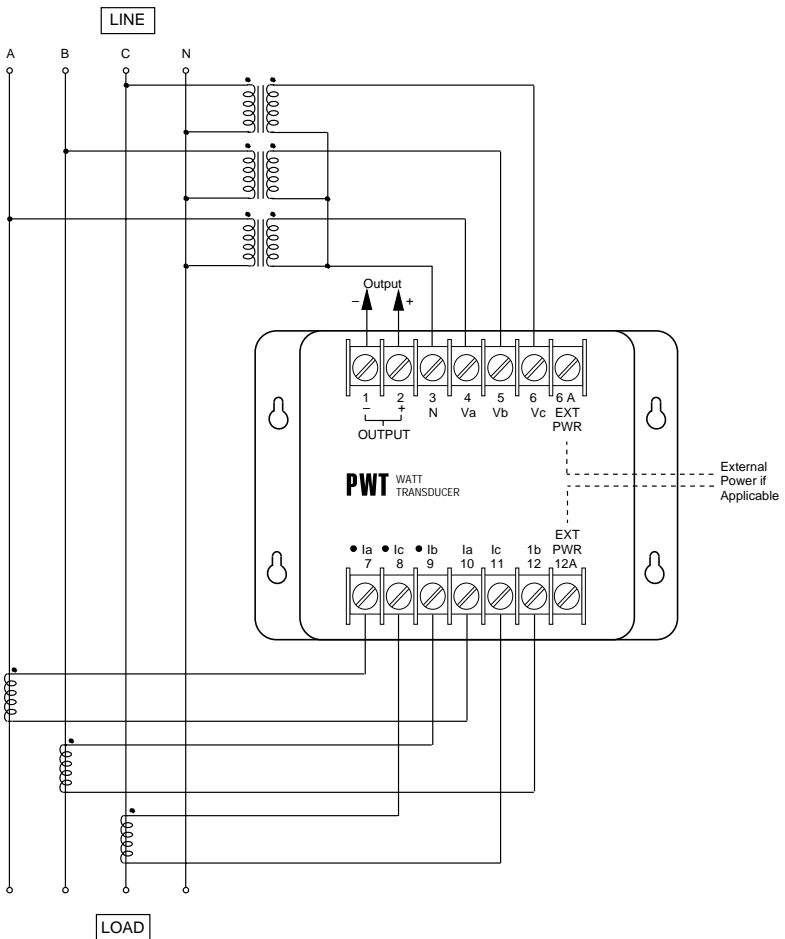 LINE
A B C N
Output
– +
1 2 3 4 5 6 6 A
– + N Va Vb Vc EXT
PWR
OUTPUT
PWT WATT
TRANSDUCER
External
Power if
Applicable
EXT
• Ia • Ic • Ib Ia Ic 1b PWR
7 8 9 10 11 12 12A
LOAD